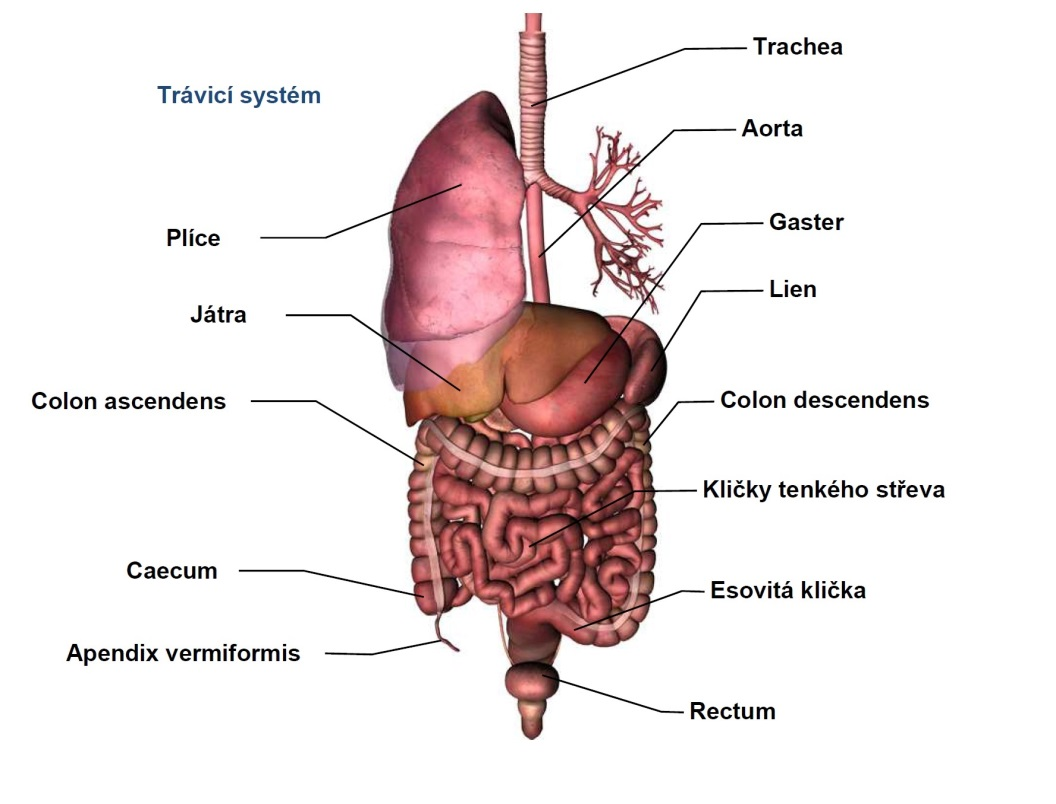 Trávicí systém
Trachea
Aorta
Plíce
Gaster
Lien
Játra
Colon ascendens
Colon descendens
Kličky tenkého střeva
Caecum
Esovitá klička
Apendix vermiformis
Rectum